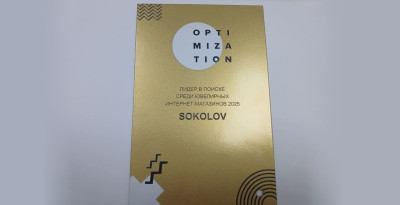 OPTI
MIZA
TION
ЛИДЕР В ПОИСКЕ
СРЕДИ ЮВЕЛИРНЫХ
ИНТЕРНЕТ-МАГАЗИНОВ 2025
SOKOLOV